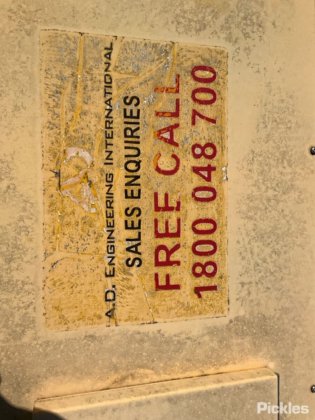 A.D. ENGINEERING INTERNATIONAL
SALES ENQUIRIES
FREE CALL
1800 048 700
Pickles